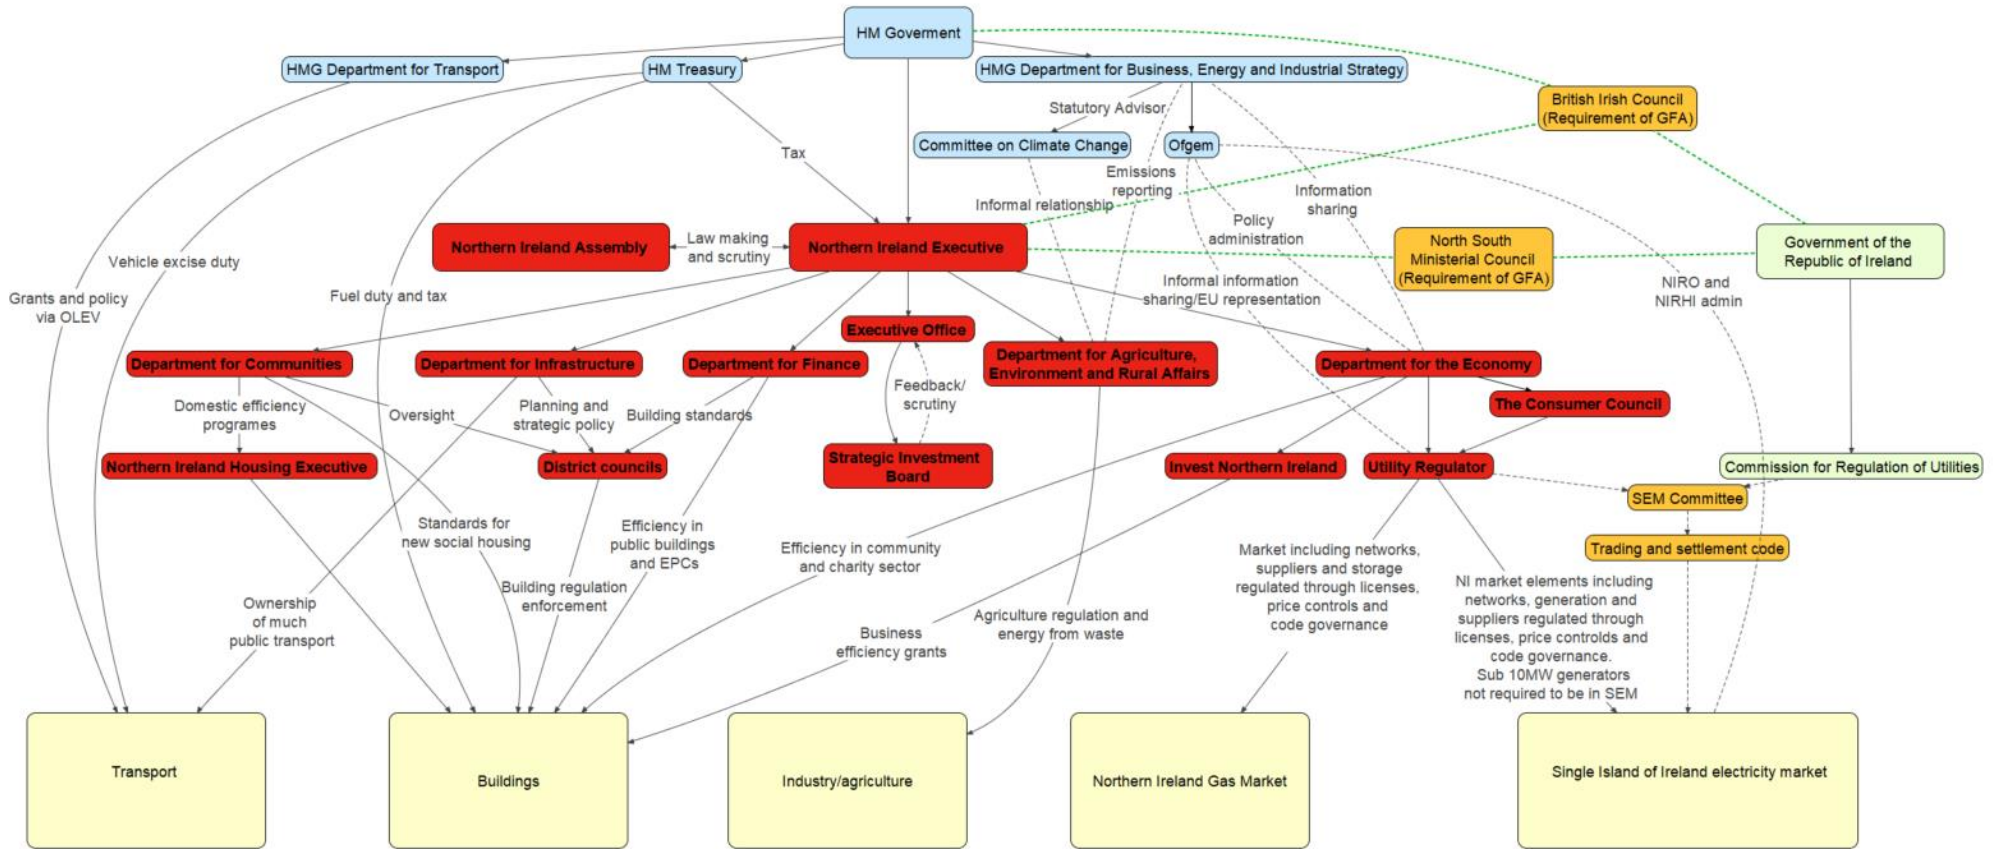 HM Goverment
HMG Department for Transport
HM Treasury
HMG Department for Business, Energy and Industrial Strategy
British Irish Council
(Requirement of GFA)
Statutory Advisor
Committee on Climate Change
Ofgem
Tax
Emissions
reporting
Information
sharing
Informal relationship
Policy
administration
Northern Ireland Assembly
Law making
and scrutiny
Northern Ireland Executive
North South
Ministerial Council
(Requirement of GFA)
Government of the
Republic of Ireland
Vehicle excise duty
Grants and policy
via OLEV
Fuel duty and tax
Informal information
sharing/EU representation
NIRO and
NIRHI admin
Executive Office
Department for Communities
Department for Infrastructure
Department for Finance
Department for Agriculture,
Environment and Rural Affairs
Department for the Economy
Feedback/
scrutiny
The Consumer Council
Domestic efficiency
programes
Oversight
Planning and
strategic policy
Building standards
Northern Ireland Housing Executive
District councils
Strategic Investment
Board
Invest Northern Ireland
Utility Regulator
Commission for Regulation of Utilities
SEM Committee
Trading and settlement code
Standards for
new social housing
Efficiency in
public buildings
and EPCs
Efficiency in community
and charity sector
Market including networks,
suppliers and storage
regulated through licenses,
price controls and
code governance
NI market elements including
networks, generation and
suppliers regulated through
licenses, price controlds and
code governance.
Sub 10MW generators
not required to be in SEM
Building regulation
enforcement
Ownership
of much
public transport
Agriculture regulation and
energy from waste
Business
efficiency grants
Transport
Buildings
Industry/agriculture
Northern Ireland Gas Market
Single Island of Ireland electricity market